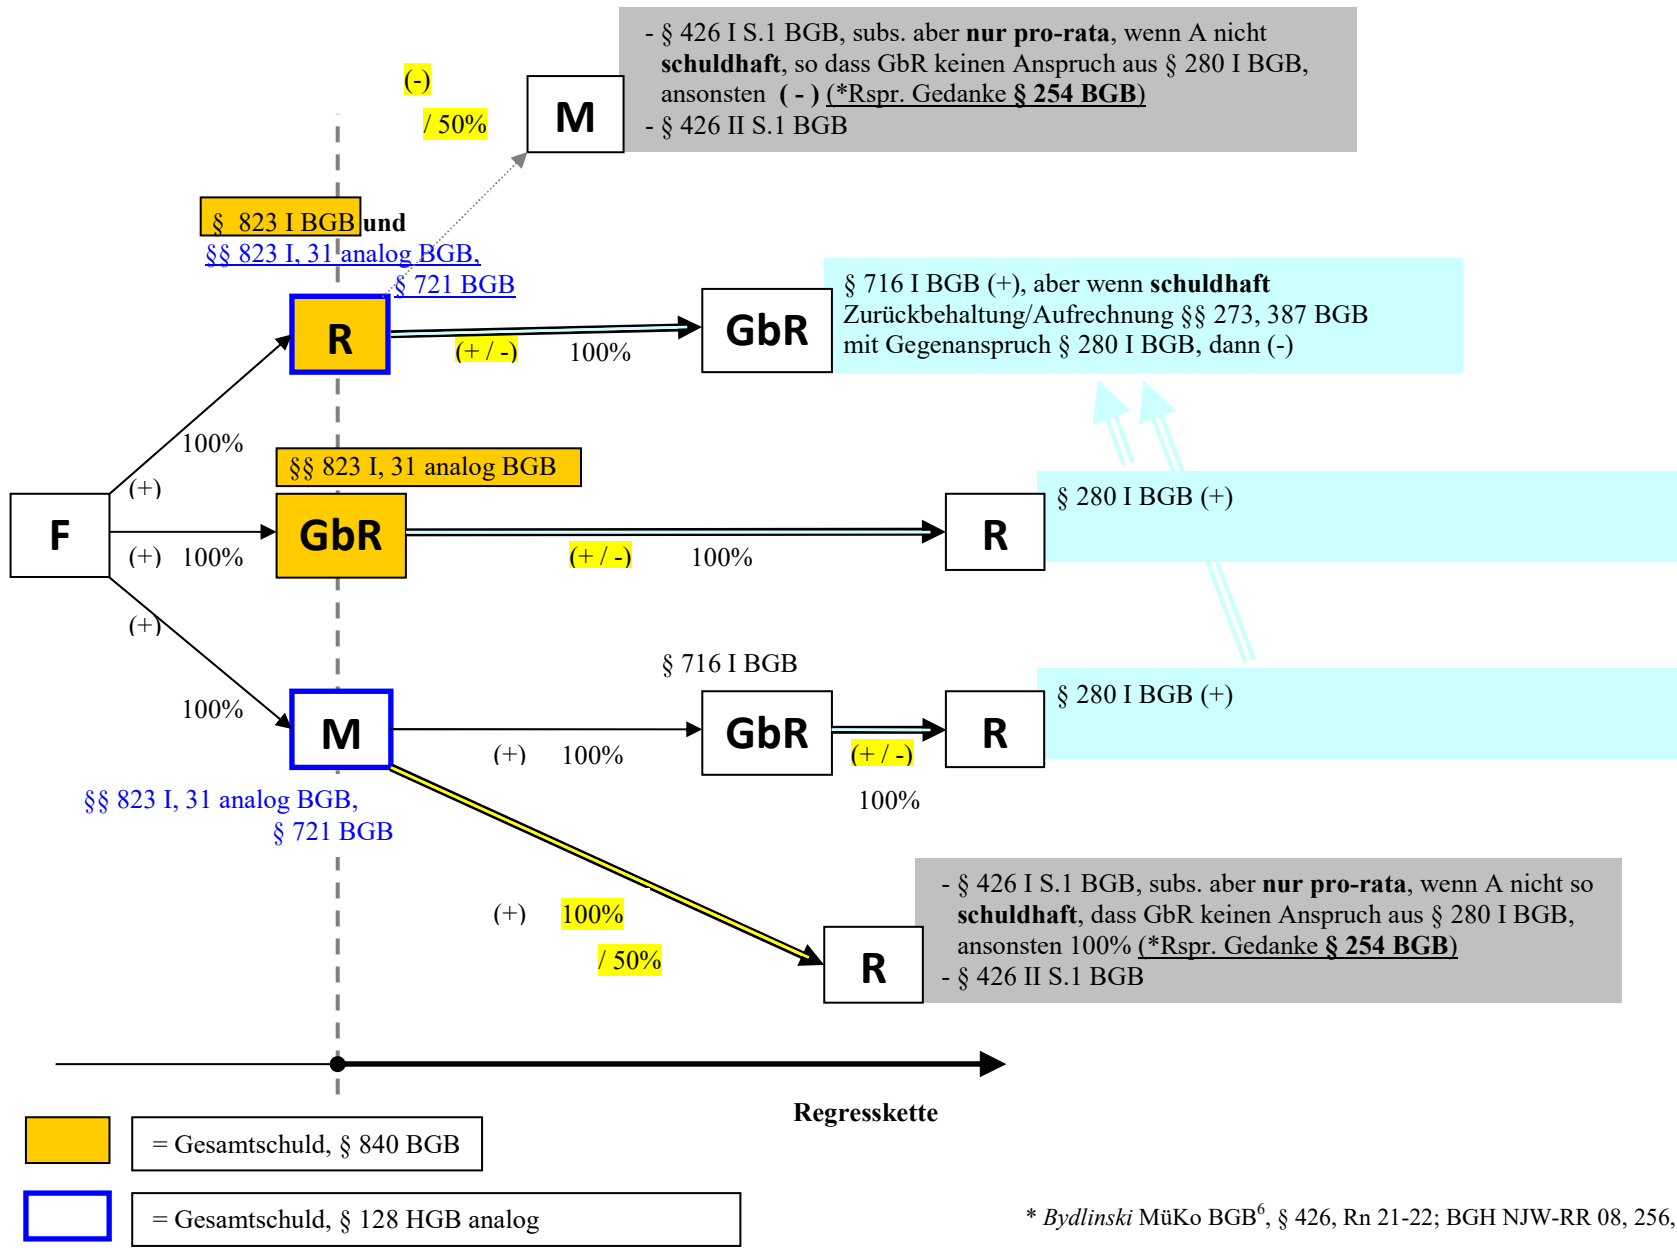 - § 426 I S.1 BGB, subs. aber nur pro-rata, wenn A nicht
schuldhaft, so dass GbR keinen Anspruch aus § 280 I BGB,
ansonsten ( - ) (*Rspr. Gedanke § 254 BGB)
- § 426 II S.1 BGB
(-)
/ 50%
M
§ 823 I BGB und
§§ 823 I, 31 analog BGB,
§ 721 BGB
R
(+ / -) 100%
GbR
§ 716 I BGB (+), aber wenn schuldhaft
Zurückbehaltung/Aufrechnung §§ 273, 387 BGB
mit Gegenanspruch § 280 I BGB, dann (-)
100%
(+)
§§ 823 I, 31 analog BGB
F
(+) 100%
GbR
(+ / -) 100%
R
§ 280 I BGB (+)
(+)
100%
M
§§ 823 I, 31 analog BGB,
§ 721 BGB
(+) 100%
§ 716 I BGB
GbR
(+ / -)
100%
R
§ 280 I BGB (+)
(+) 100%
/ 50%
R
- § 426 I S.1 BGB, subs. aber nur pro-rata, wenn A nicht so
schuldhaft, dass GbR keinen Anspruch aus § 280 I BGB,
ansonsten 100% (*Rspr. Gedanke § 254 BGB)
- § 426 II S.1 BGB
Regresskette
= Gesamtschuld, § 840 BGB
= Gesamtschuld, § 128 HGB analog
* Bydlinski MüKo BGB⁶, § 426, Rn 21-22; BGH NJW-RR 08, 256,